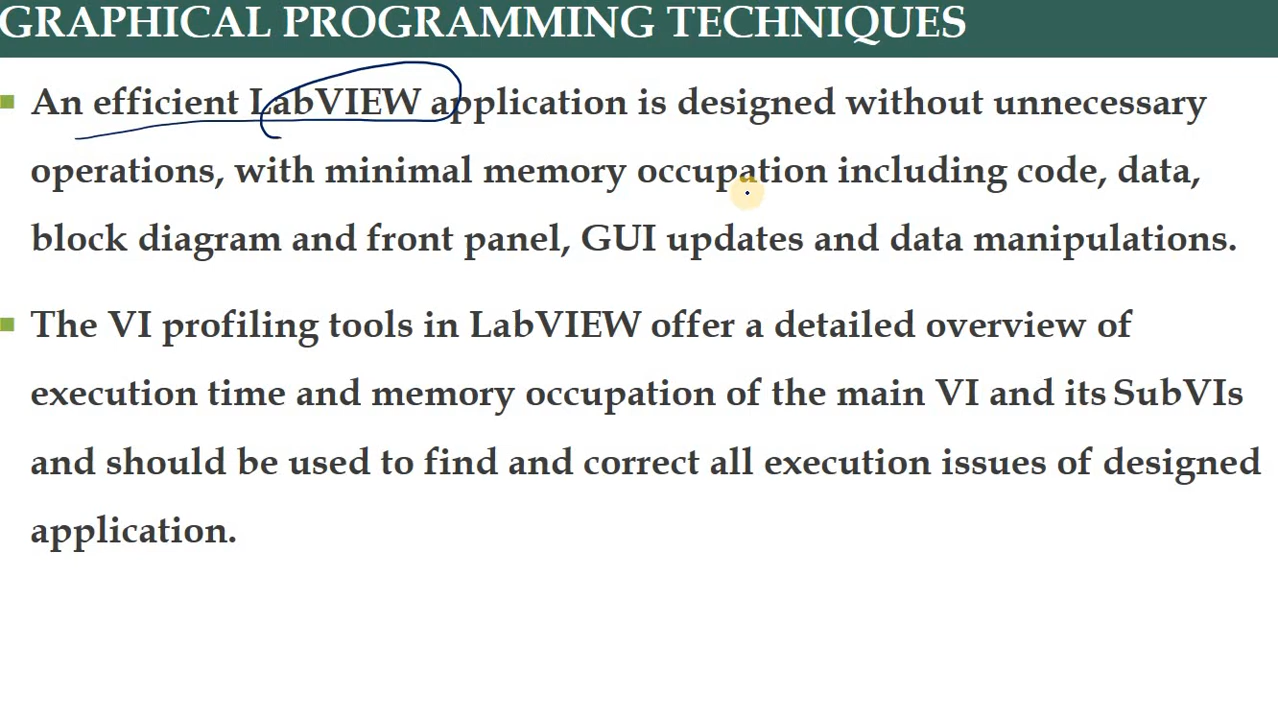 GRAPHICAL PROGRAMMING TECHNIQUES
An efficient LabVIEW application is designed without unnecessary
operations, with minimal memory occupation including code, data,
block diagram and front panel, GUI updates and data manipulations.
The VI profiling tools in LabVIEW offer a detailed overview of
execution time and memory occupation of the main VI and its SubVIs
and should be used to find and correct all execution issues of designed
application.